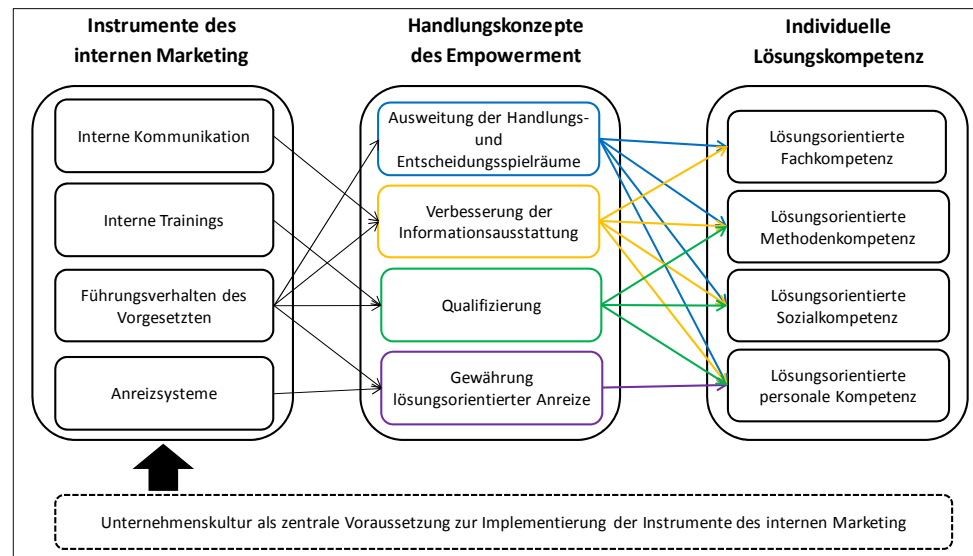 Instrumente des
internen Marketing
Handlungskonzepte
des Empowerment
Individuelle
Lösungskompetenz
Interne Kommunikation
Interne Trainings
Führungsverhalten des
Vorgesetzten
Anreizsysteme
Ausweitung der Handlungs-
und
Entscheidungsspielräume
Verbesserung der
Informationsausstattung
Qualifizierung
Gewährung
lösungsorientierter Anreize
Lösungsorientierte
Fachkompetenz
Lösungsorientierte
Methodenkompetenz
Lösungsorientierte
Sozialkompetenz
Lösungsorientierte
personale Kompetenz
Unternehmenskultur als zentrale Voraussetzung zur Implementierung der Instrumente des internen Marketing